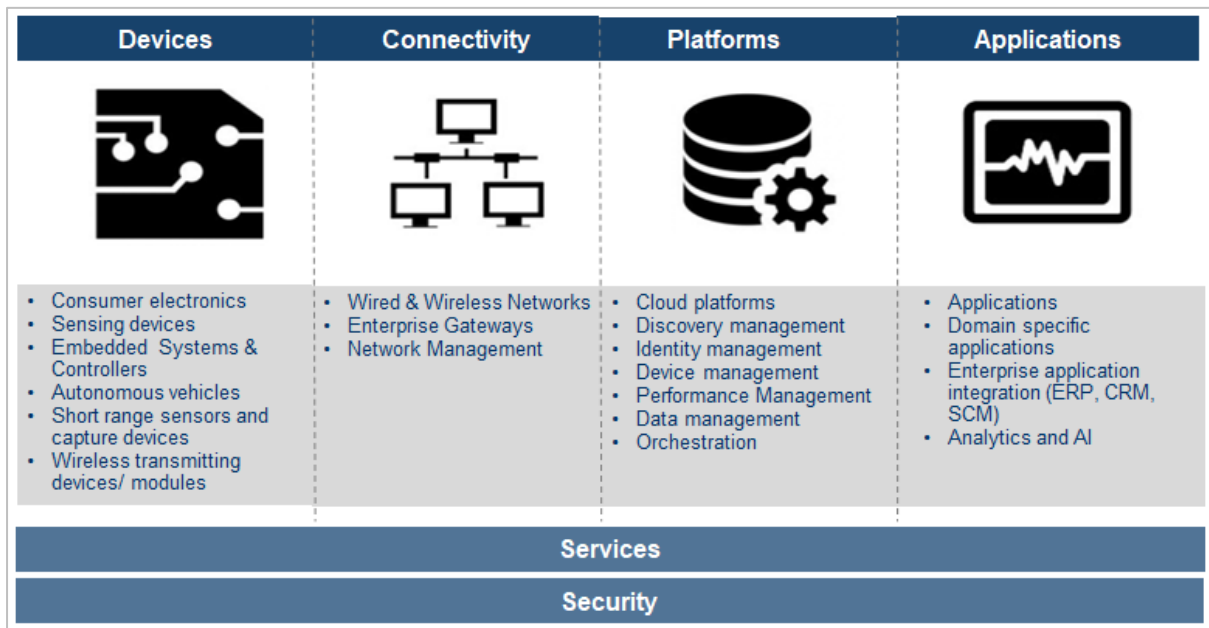 Devices
Connectivity
Platforms
Applications
• Consumer electronics
• Sensing devices
• Embedded Systems &
Controllers
• Autonomous vehicles
• Short range sensors and
capture devices
• Wireless transmitting
devices/ modules
• Wired & Wireless Networks
• Enterprise Gateways
• Network Management
• Cloud platforms
• Discovery management
• Identity management
• Device management
• Performance Management
• Data management
• Orchestration
• Applications
• Domain specific
applications
• Enterprise application
integration (ERP, CRM,
SCM)
• Analytics and AI
Services
Security